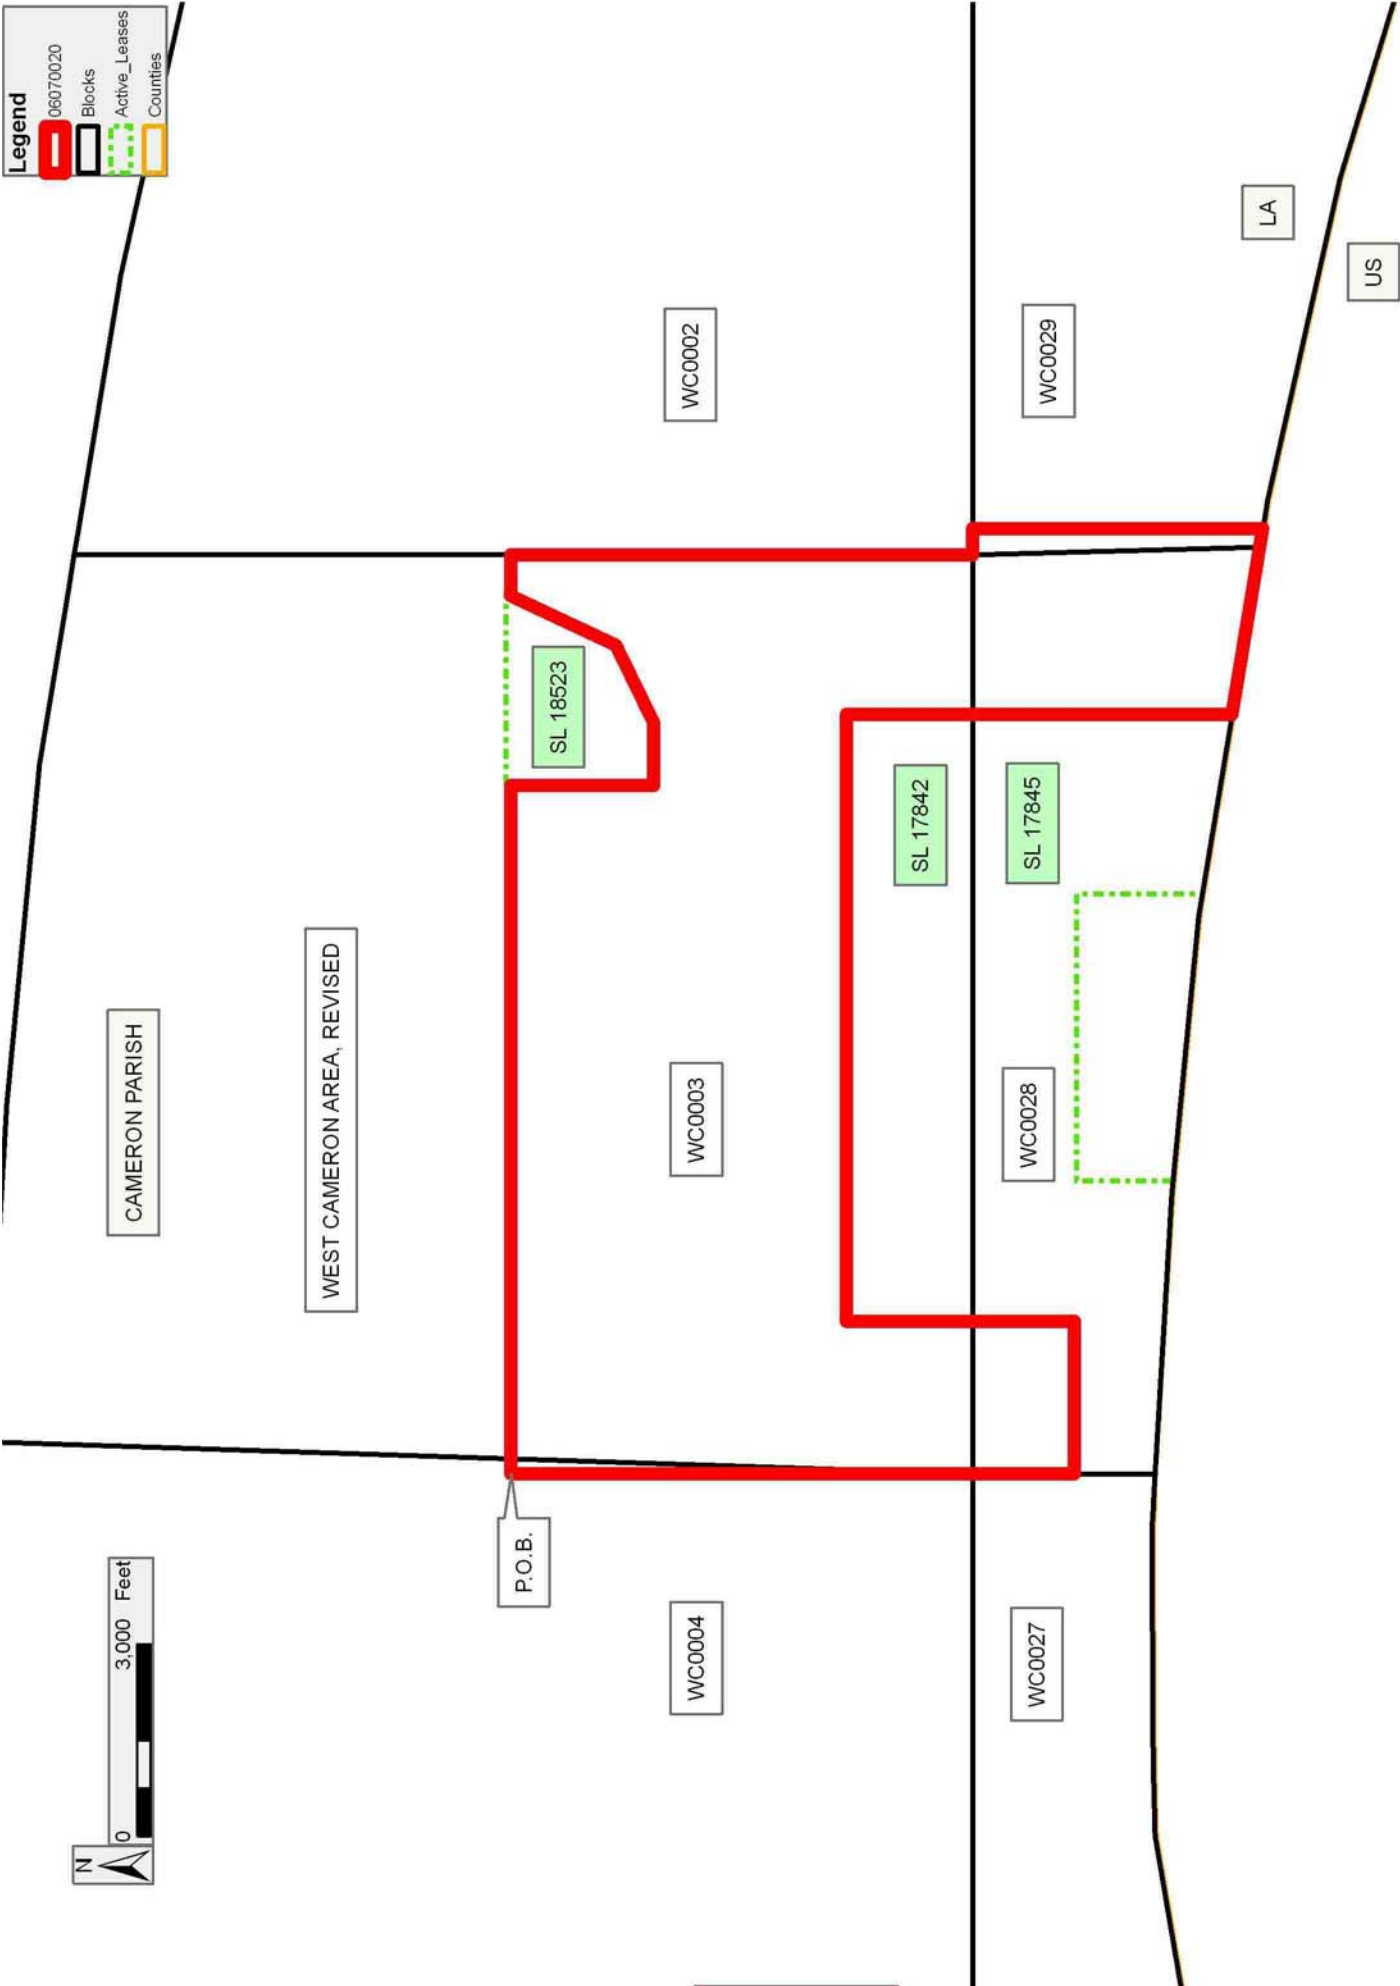 Legend
06070020
Blocks
Active_Leases
Counties
N
0 3,000 Feet
CAMERON PARISH
WEST CAMERON AREA, REVISED
P.O.B.
SL 18523
WC0004
WC0003
WC0002
SL 17842
WC0027
WC0028
SL 17845
WC0029
LA
US